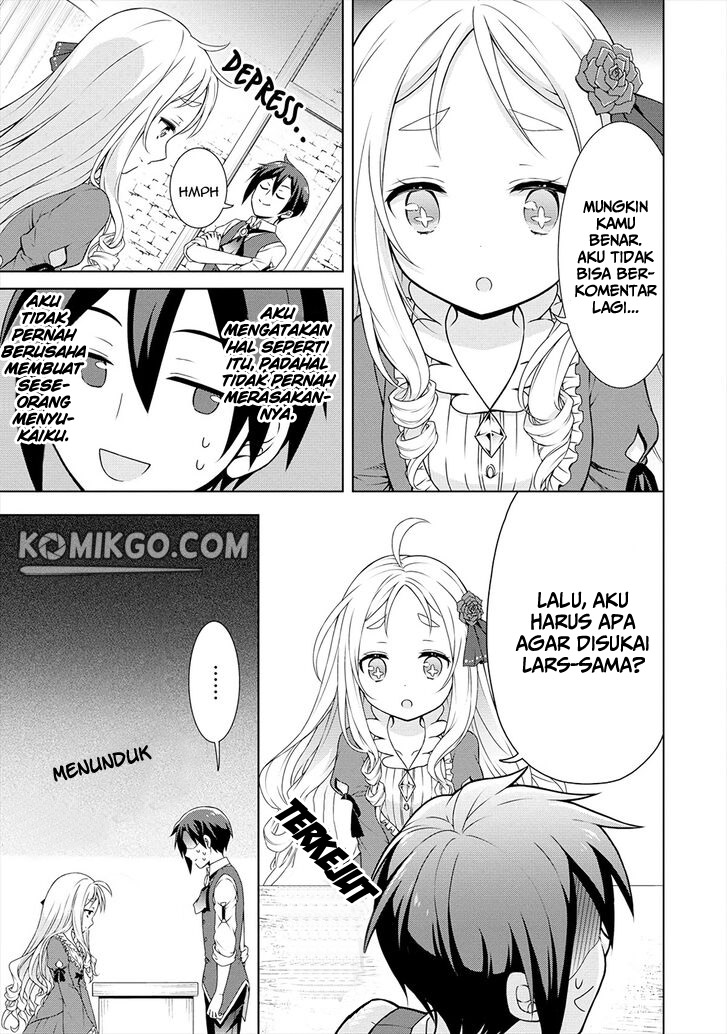 MUNGKIN
KAMU
BENAR.
AKU TIDAK
BISA BER-
KOMENTAR
LAGI...
DEPRESS..
HMPH
AKU
MENGATAKAN
HAL SEPERTI
ITU, PADAHAL
TIDAK PERNAH
MERASAKAN-
NYA.
AKU
TIDAK
PERNAH
BERUSAHA
MEMBUAT
SESE-
ORANG
MENYU-
KAIKU.
LALU, AKU
HARUS APA
AGAR DISUKAI
LARS-SAMA?
TERKEJUT
KOMIKGO.COM
......
MENUNDUK